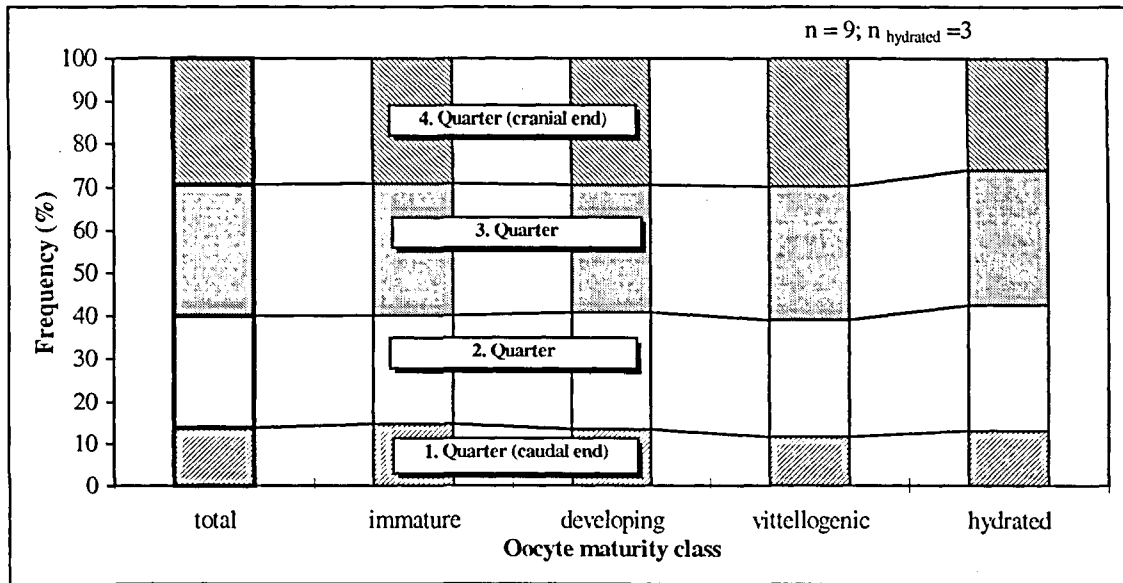 n = 9; n hydrated =3
100
90
80
70
60
50
40
30
20
10
0
Frequency (%)
4. Quarter (cranial end)
3. Quarter
2. Quarter
1. Quarter (caudal end)
total immature developing vittellogenic hydrated
Oocyte maturity class